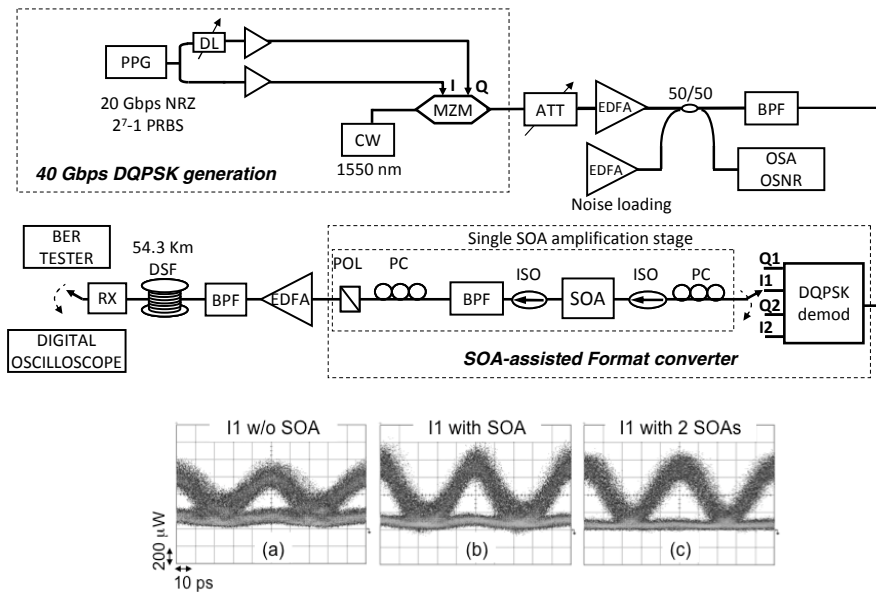 PPG
DL
20 Gbps NRZ
2⁷-1 PRBS
I
Q
MZM
CW
1550 nm
40 Gbps DQPSK generation
ATT
EDFA
50/50
BPF
EDFA
Noise loading
OSA
OSNR
BER
TESTER
DIGITAL
OSCILLOSCOPE
RX
54.3 Km
DSF
BPF
EDFA
Single SOA amplification stage
POL
PC
BPF
ISO
SOA
ISO
PC
Q1
I1
Q2
I2
DQPSK
demod
SOA-assisted Format converter
I1 w/o SOA
I1 with SOA
I1 with 2 SOAs
(a)
(b)
(c)
200 µW
10 ps